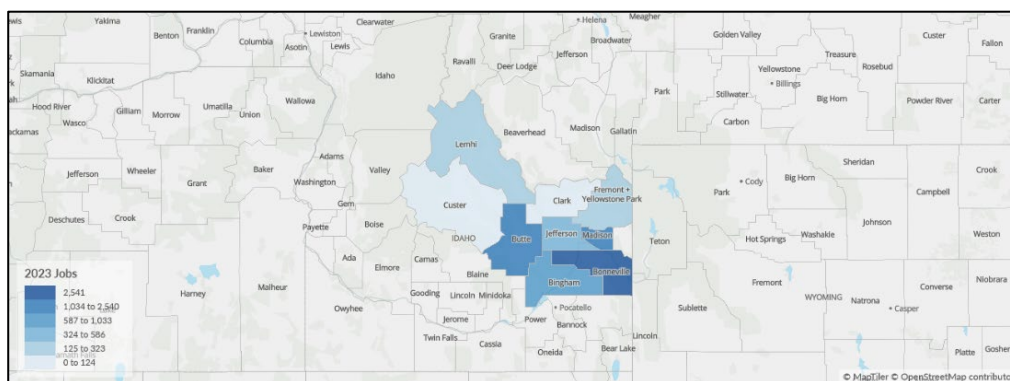 Lewis
Yakima
Benton
Franklin
Columbia
Asotin
Lewiston
Lewis
Clearwater
Idaho
Ravalli
Granite
Deer Lodge
Helena
Jefferson
Broadwater
Meagher
Golden Valley
Treasure
Rosebud
Custer
Fallon
Skamania
Klickitat
Hood River
Wasco
Gilliam
Morrow
Umatilla
Union
Wallowa
Beaverhead
Madison
Gallatin
Park
Stillwater
Yellowstone
Billings
Carbon
Big Horn
Powder River
Carter
Jefferson
Wheeler
Grant
Baker
Adams
Washington
Valley
Lemhi
Custer
Clark
Fremont +
Yellowstone Park
Park
Cody
Big Horn
Sheridan
Johnson
Campbell
Crook
Weston
Deschutes
Crook
Gem
Payette
Boise
IDAHO
Butte
Jefferson
Madison
Teton
Hot Springs
Washakie
Ada
Elmore
Camas
Blaine
Bingham
Bonneville
Harney
Malheur
Owyhee
Gooding
Lincoln
Minidoka
Jerome
Twin Falls
Cassia
Power
Pocatello
Bannock
Oneida
Bear Lake
Lincoln
Sublette
Fremont
WYOMING
Natrona
Casper
Converse
Niobrara
Platte
Goshen
2023 Jobs
2,541
1,034 to 2,540
587 to 1,033
324 to 586
125 to 323
0 to 124
© MapTiler © OpenStreetMap contributo